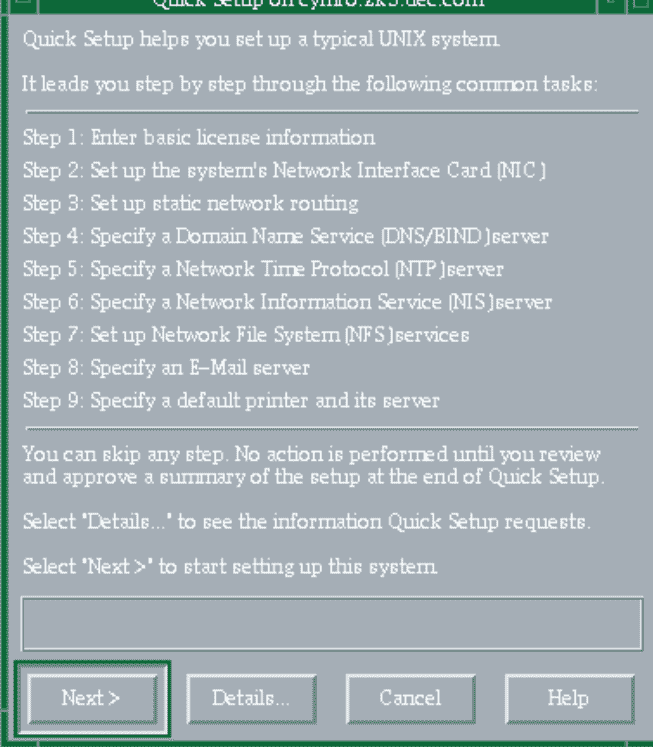 Quick Setup on cymro.zk3.dec.com
Quick Setup helps you set up a typical UNIX system.
It leads you step by step through the following common tasks:
Step 1: Enter basic license information
Step 2: Set up the system's Network Interface Card (NIC)
Step 3: Set up static network routing
Step 4: Specify a Domain Name Service (DNS/BIND)server
Step 5: Specify a Network Time Protocol (NTP)server
Step 6: Specify a Network Information Service (NIS)server
Step 7: Set up Network File System (NFS)services
Step 8: Specify an E-Mail server
Step 9: Specify a default printer and its server
You can skip any step. No action is performed until you review
and approve a summary of the setup at the end of Quick Setup.
Select "Details..." to see the information Quick Setup requests.
Select "Next >" to start setting up this system.
Next > Details... Cancel Help